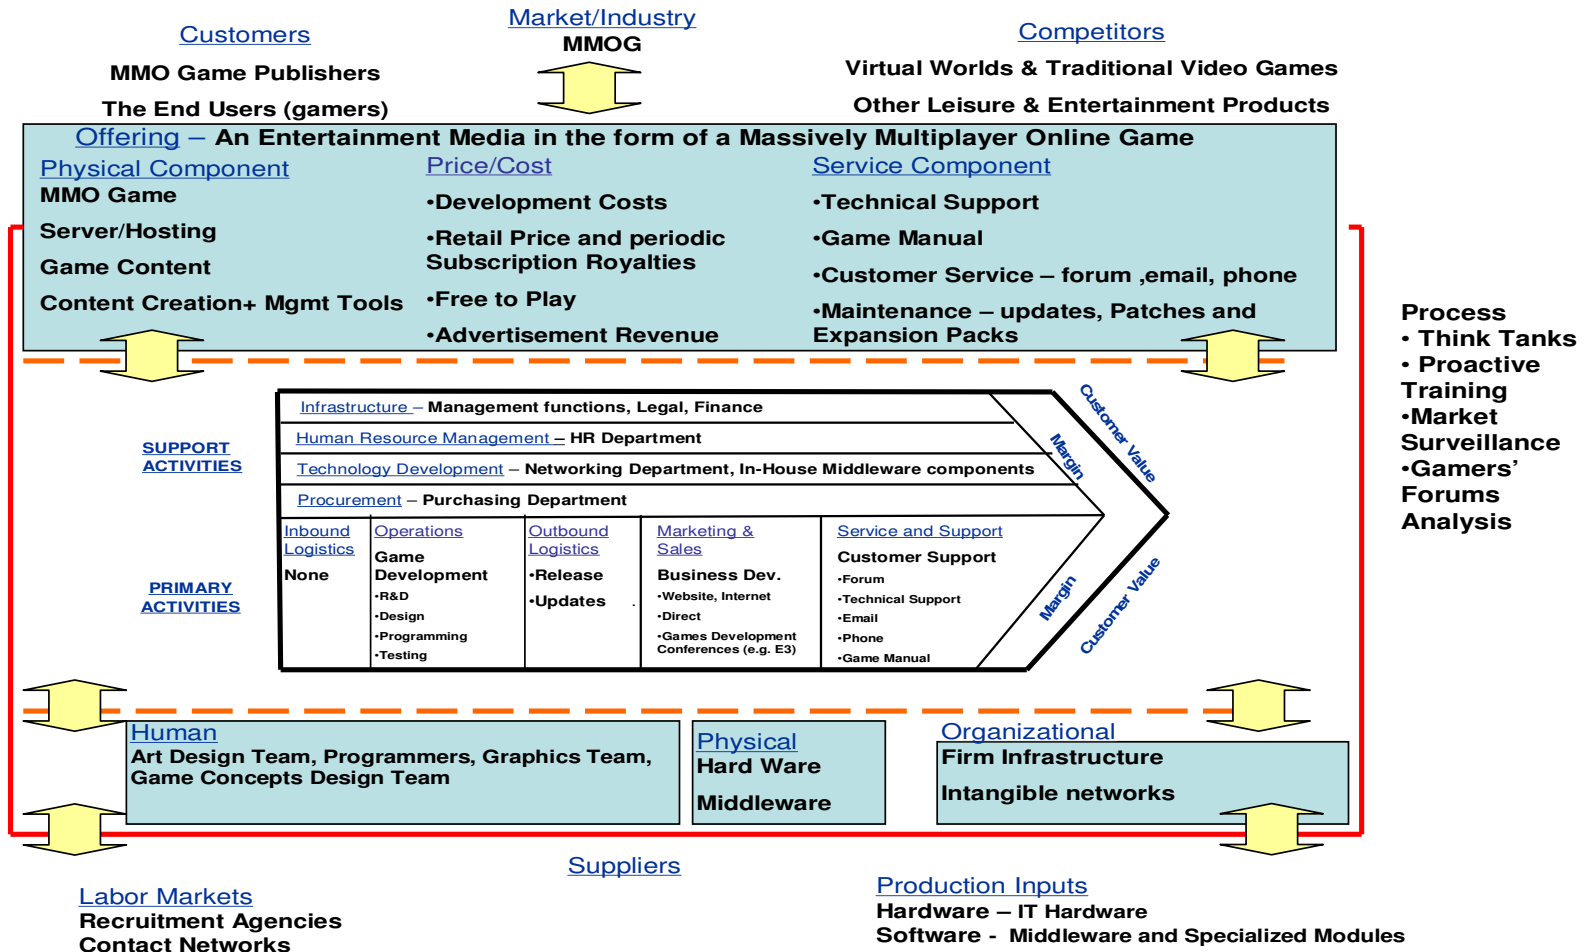 Customers
MMO Game Publishers
The End Users (gamers)
Market/Industry
MMOG
Competitors
Virtual Worlds & Traditional Video Games
Other Leisure & Entertainment Products
Offering – An Entertainment Media in the form of a Massively Multiplayer Online Game
Physical Component
MMO Game
Server/Hosting
Game Content
Content Creation+ Mgmt Tools
Price/Cost
•Development Costs
•Retail Price and periodic
Subscription Royalties
•Free to Play
•Advertisement Revenue
Service Component
•Technical Support
•Game Manual
•Customer Service – forum ,email, phone
•Maintenance – updates, Patches and
Expansion Packs
Process
• Think Tanks
• Proactive
Training
•Market
Surveillance
•Gamers’
Forums
Analysis
SUPPORT
ACTIVITIES
Infrastructure – Management functions, Legal, Finance
Human Resource Management – HR Department
Technology Development – Networking Department, In-House Middleware components
Procurement – Purchasing Department
Margin
Customer Value
PRIMARY
ACTIVITIES
Inbound
Logistics
None
Operations
Game
Development
•R&D
•Design
•Programming
•Testing
Outbound
Logistics
•Release
•Updates .
Marketing &
Sales
Business Dev.
•Website, Internet
•Direct
•Games Development
Conferences (e.g. E3)
Service and Support
Customer Support
•Forum
•Technical Support
•Email
•Phone
•Game Manual
Margin
Customer Value
Human
Art Design Team, Programmers, Graphics Team,
Game Concepts Design Team
Physical
Hard Ware
Middleware
Organizational
Firm Infrastructure
Intangible networks
Suppliers
Labor Markets
Recruitment Agencies
Contact Networks
Production Inputs
Hardware – IT Hardware
Software - Middleware and Specialized Modules